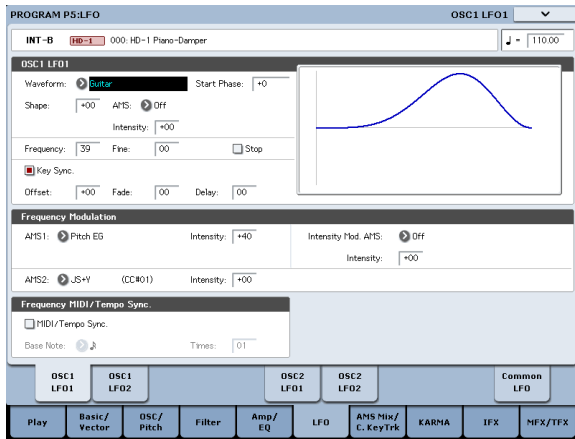 PROGRAM P5:LFO OSC1 LFO1
INT-B HD-1 000: HD-1 Piano-Damper ♩ = 110.00
OSC1 LFO1
Waveform: Guitar Start Phase: +0
Shape: +00 AMS: Off
Intensity: +00
Frequency: 39 Fine: 00 Stop
Key Sync.
Offset: +00 Fade: 00 Delay: 00
Frequency Modulation
AMS1: Pitch EG Intensity: +40 Intensity Mod. AMS: Off
Intensity: +00
AMS2: JS+Y (CC#01) Intensity: +00
Frequency MIDI/Tempo Sync.
MIDI/Tempo Sync.
Base Note: ♪ Times: 01
OSC1 LFO1 OSC1 LFO2 OSC2 LFO1 OSC2 LFO2 Common LFO
Play Basic/Vector OSC/Pitch Filter Amp/EQ LFO AMS Mix/C. KeyTrk KARMA IFX MFX/TFX